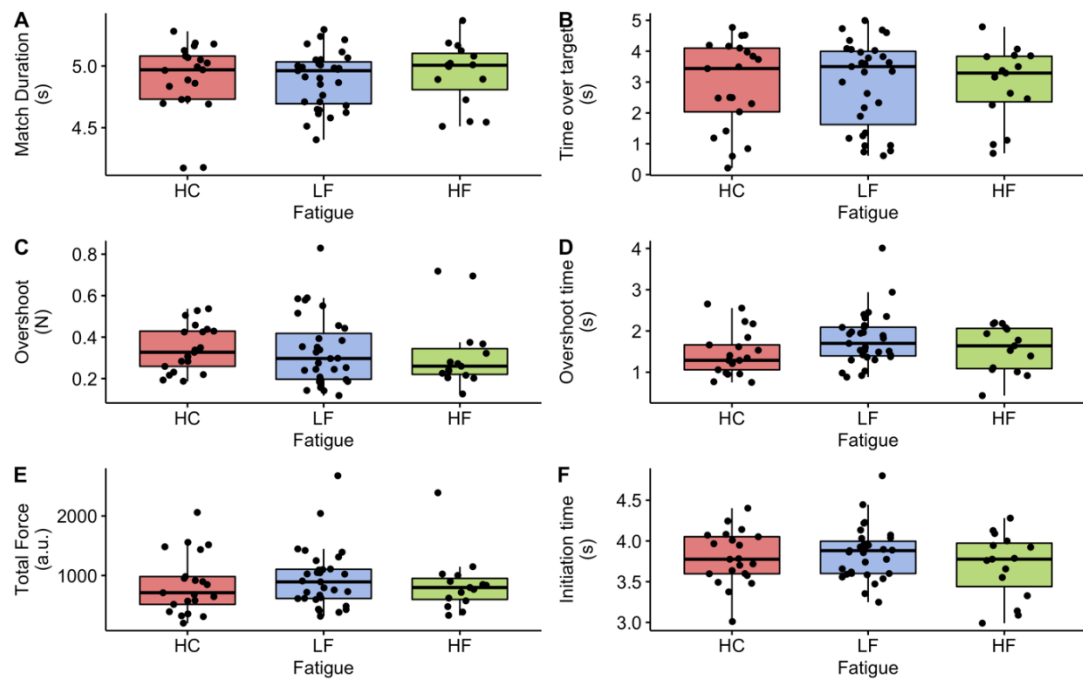 A
Match Duration
(s)
5.0
4.5
HC
LF
HF
Fatigue
B
Time over target
(s)
5
4
3
2
1
0
HC
LF
HF
Fatigue
C
Overshoot
(N)
0.8
0.6
0.4
0.2
HC
LF
HF
Fatigue
D
Overshoot time
(s)
4
3
2
1
HC
LF
HF
Fatigue
E
Total Force
(a.u.)
2000
1000
HC
LF
HF
Fatigue
F
Initiation time
(s)
4.5
4.0
3.5
3.0
HC
LF
HF
Fatigue